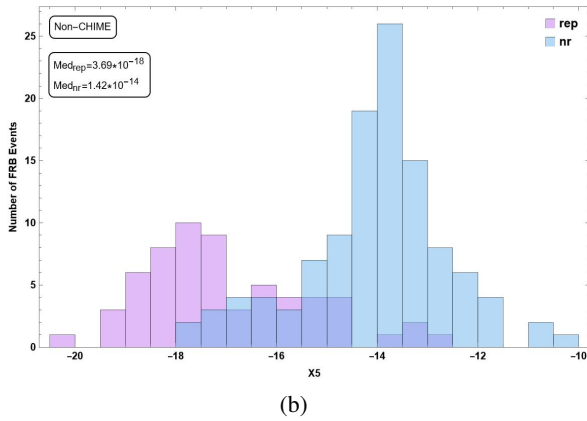 Non-CHIME
Med_rep=3.69*10^-18
Med_nr=1.42*10^-14
rep
nr
Number of FRB Events
25
20
15
10
5
0
-20
-18
-16
-14
-12
-10
X5
(b)